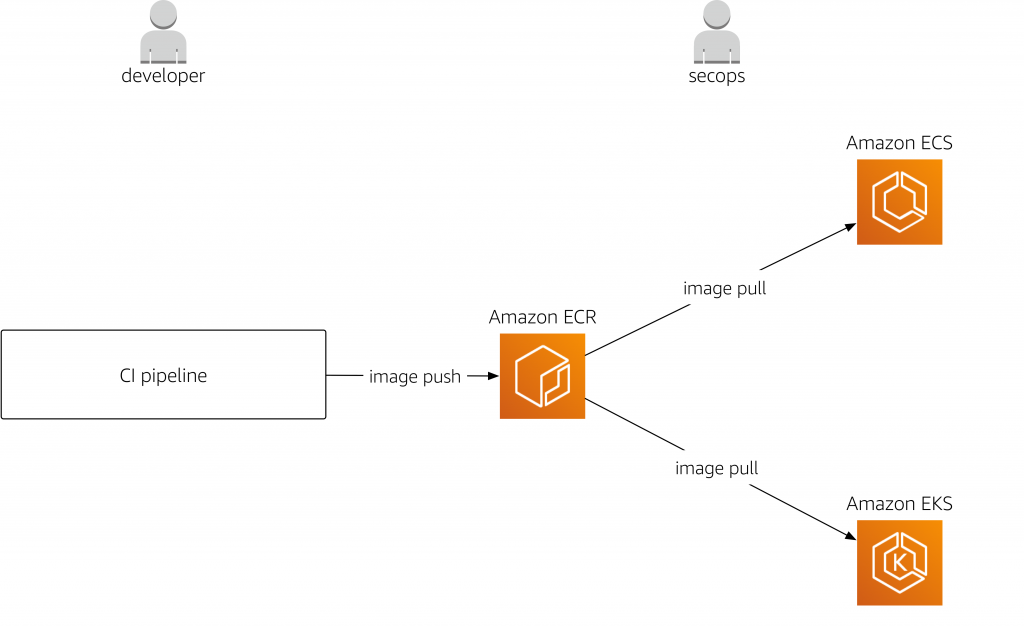 developer
secops
Amazon ECS
image pull
Amazon ECR
CI pipeline
image push
image pull
Amazon EKS
K